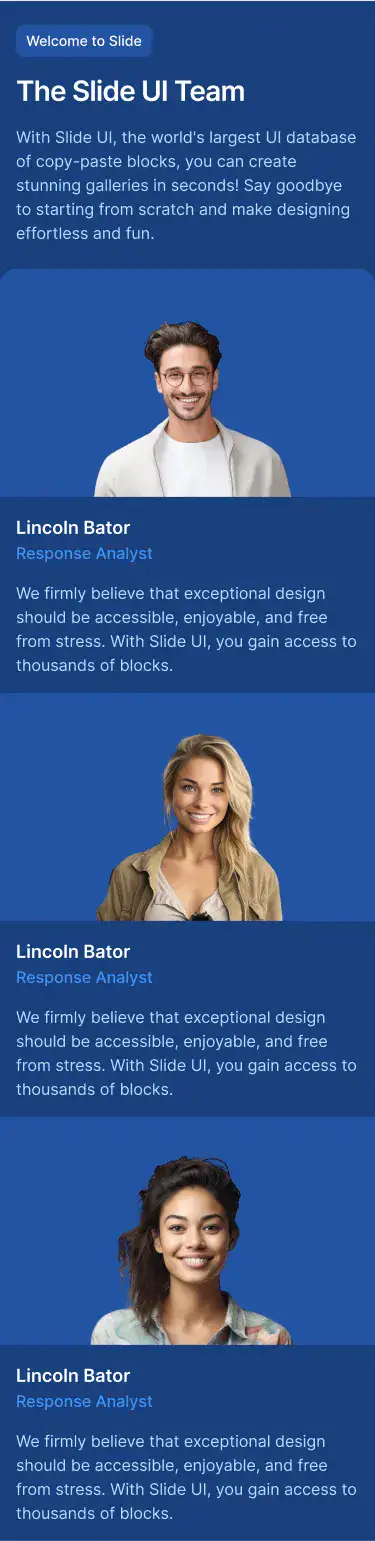 Welcome to Slide
The Slide UI Team
With Slide UI, the world's largest UI database
of copy-paste blocks, you can create
stunning galleries in seconds! Say goodbye
to starting from scratch and make designing
effortless and fun.
Lincoln Bator
Response Analyst
We firmly believe that exceptional design
should be accessible, enjoyable, and free
from stress. With Slide UI, you gain access to
thousands of blocks.
Lincoln Bator
Response Analyst
We firmly believe that exceptional design
should be accessible, enjoyable, and free
from stress. With Slide UI, you gain access to
thousands of blocks.
Lincoln Bator
Response Analyst
We firmly believe that exceptional design
should be accessible, enjoyable, and free
from stress. With Slide UI, you gain access to
thousands of blocks.